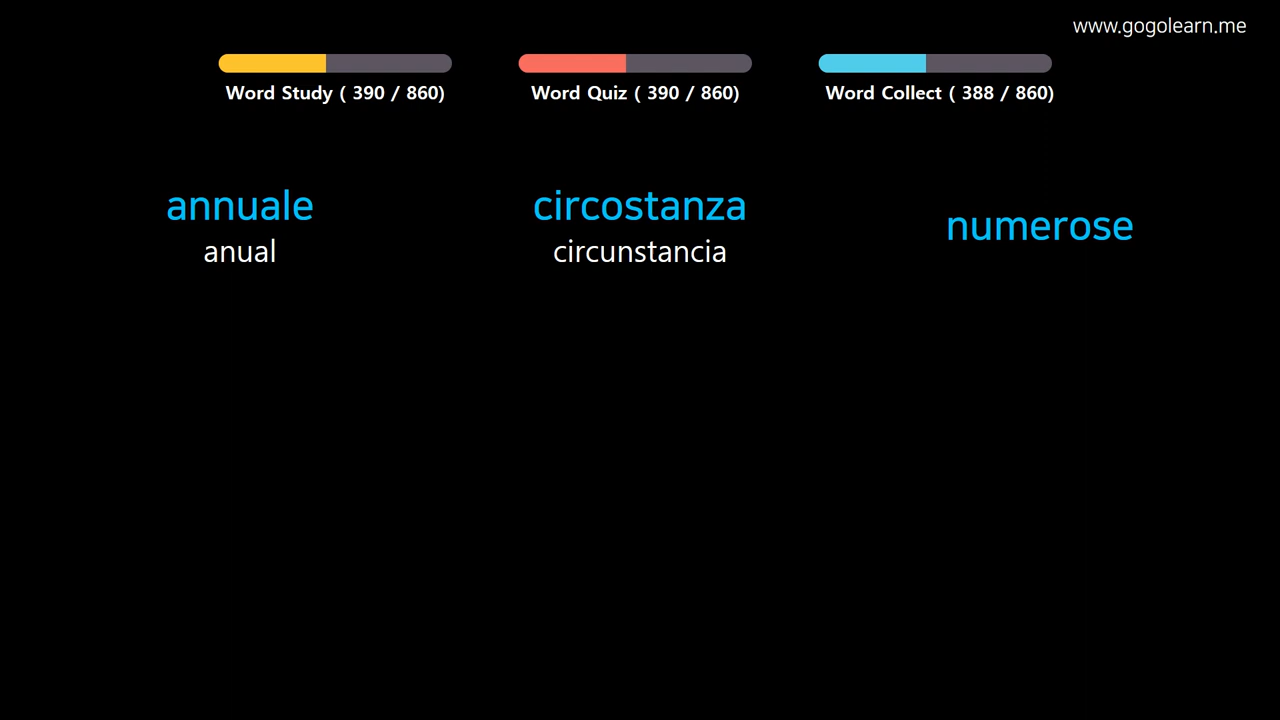 www.gogolearn.me
Word Study ( 390 / 860)
Word Quiz ( 390 / 860)
Word Collect ( 388 / 860)
annuale
anual
circostanza
circunstancia
numerose